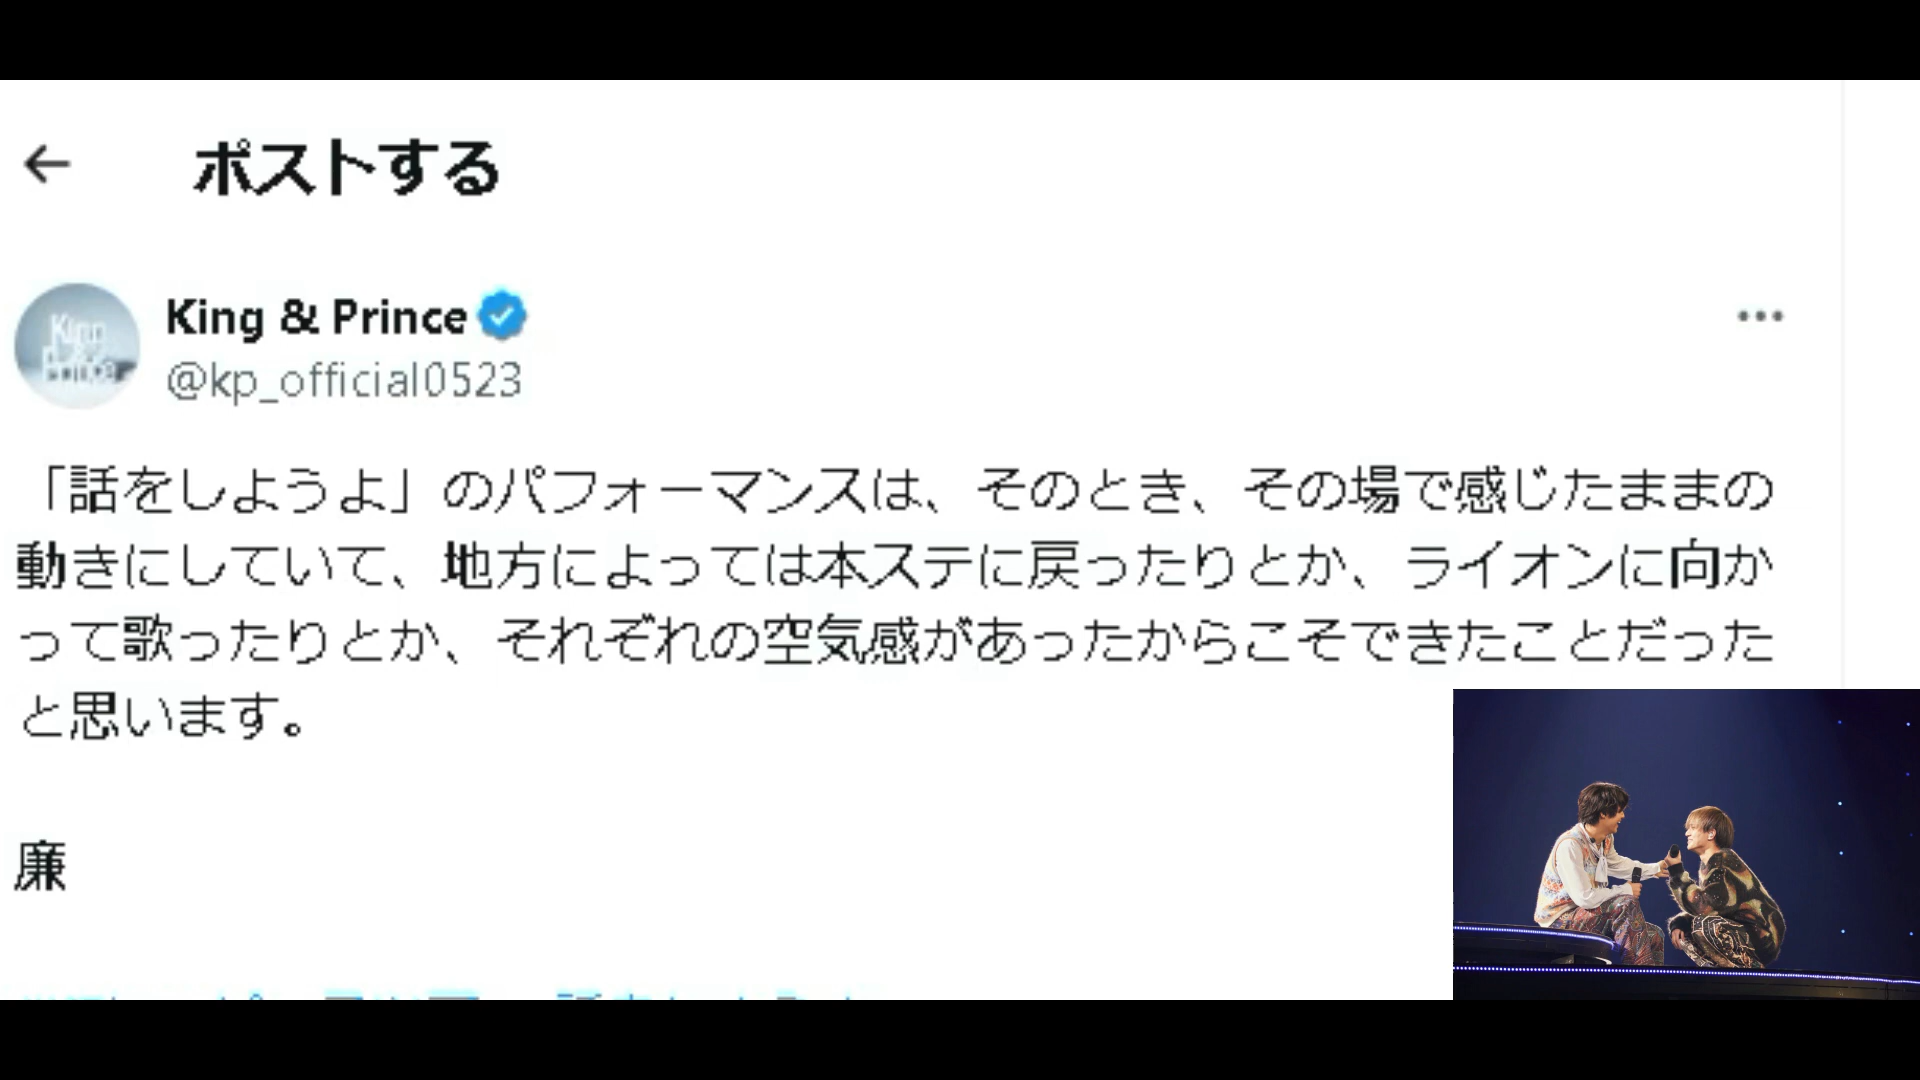 ポストする
King & Prince
@kp_official0523
「話をしようよ」のパフォーマンスは、そのとき、その場で感じたままの
動きにしていて、地方によっては本ステに戻ったりとか、ライオンに向か
って歌ったりとか、それぞれの空気感があったからこそできたことだった
と思います。
廉